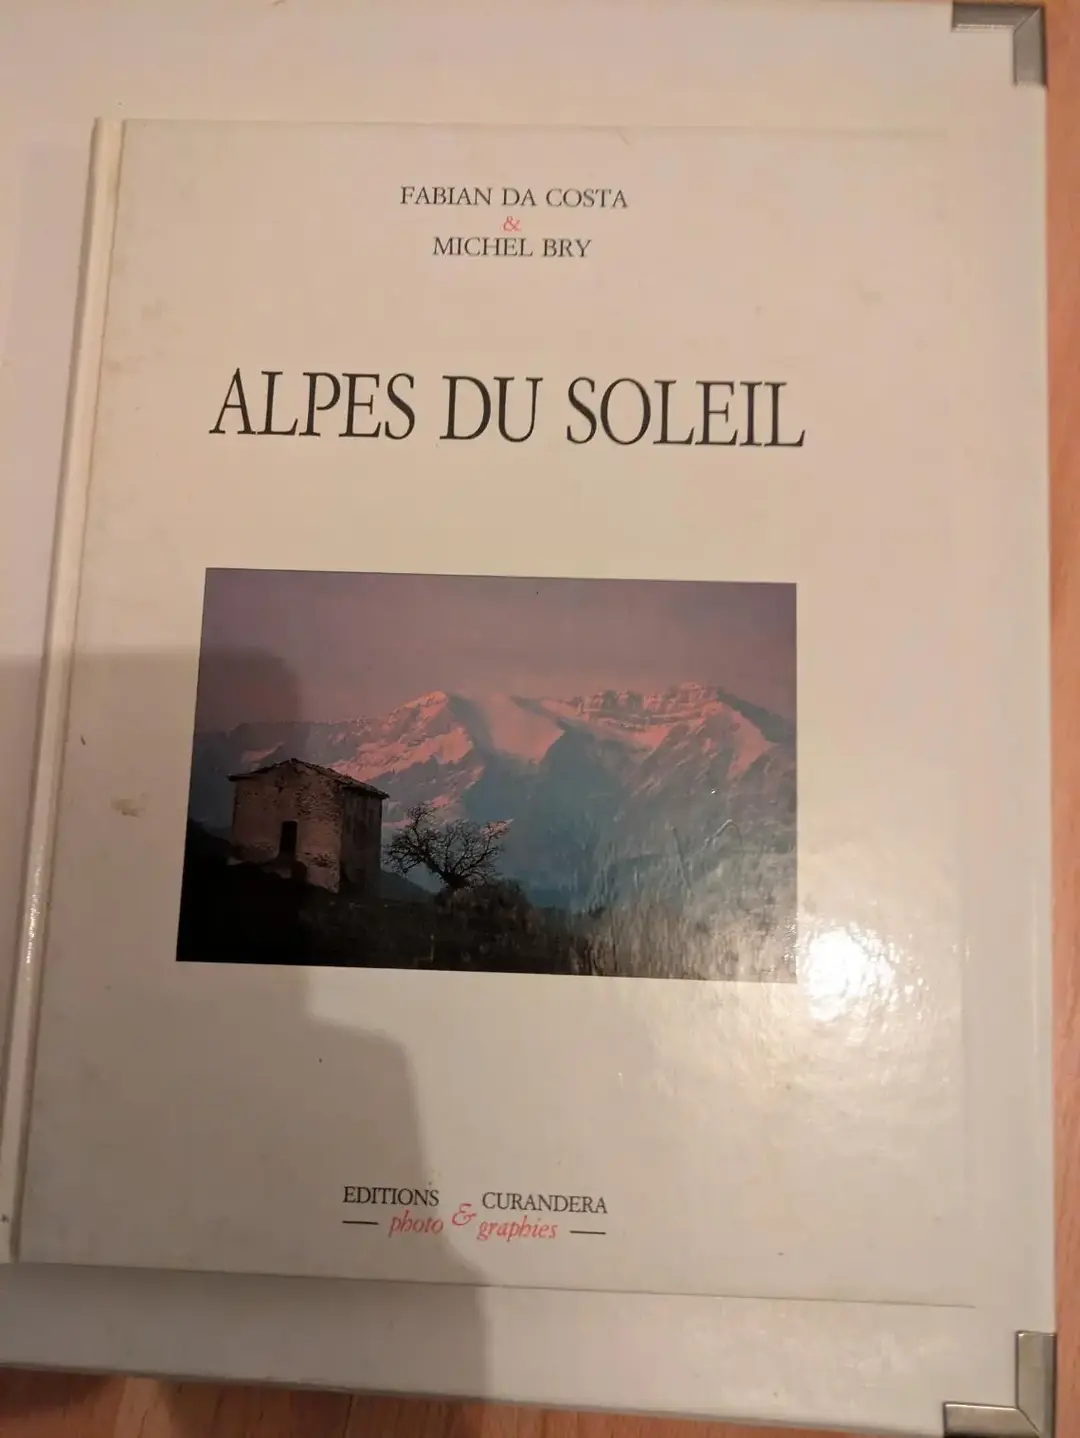 FABIAN DA COSTA
&
MICHEL BRY
ALPES DU SOLEIL
EDITIONS & CURANDERA
photo graphies